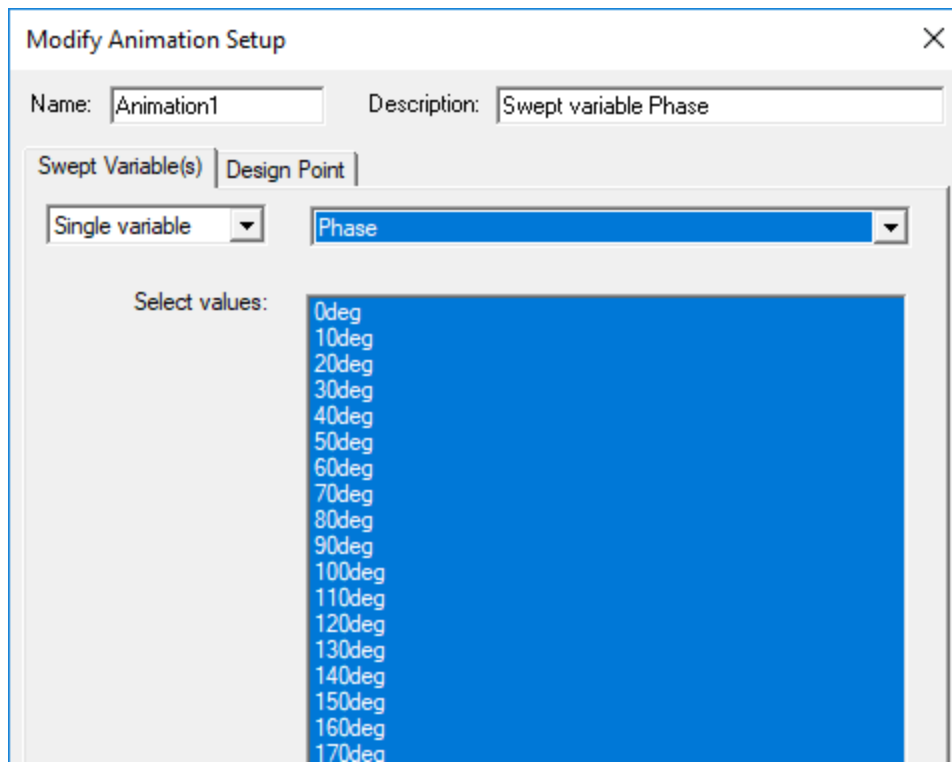 Modify Animation Setup
Name: Animation1 Description: Swept variable Phase
Swept Variable(s) Design Point
Single variable Phase
Select values:
0deg
10deg
20deg
30deg
40deg
50deg
60deg
70deg
80deg
90deg
100deg
110deg
120deg
130deg
140deg
150deg
160deg
170deg